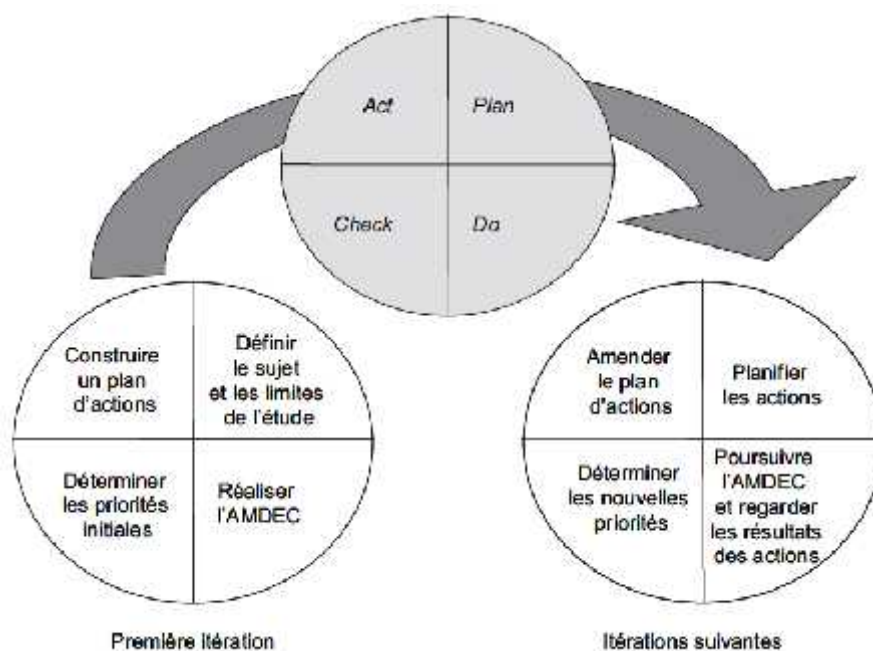 Act
Plan
Check
Do
Construire
un plan
d'actions
Définir
le sujet
et les limites
de l'étude
Déterminer
les priorités
initiales
Réaliser
l'AMDEC
Première itération
Amender
le plan
d'actions
Planifier
les actions
Déterminer
les nouvelles
priorités
Poursuivre
l'AMDEC
et regarder
les résultats
des actions
Itérations suivantes